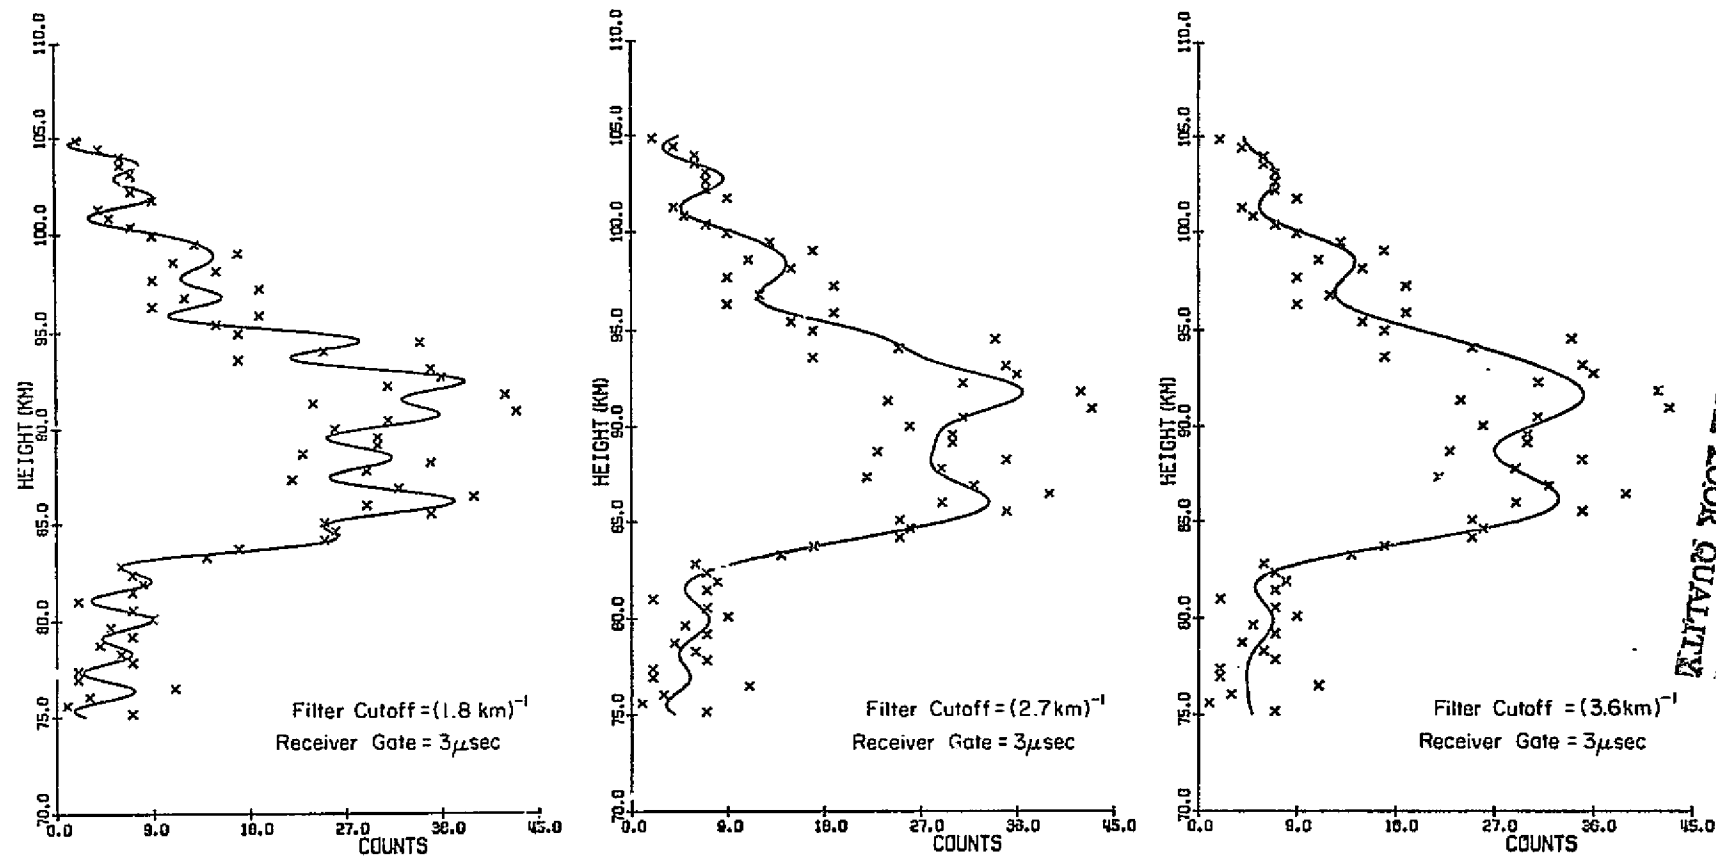 110.0
105.0
100.0
95.0
90.0
85.0
80.0
75.0
70.0
HEIGHT (KM)
0.0 9.0 18.0 27.0 36.0 45.0
COUNTS
Filter Cutoff = (1.8 km)⁻¹
Receiver Gate = 3μsec
110.0
105.0
100.0
95.0
90.0
85.0
80.0
75.0
70.0
HEIGHT (KM)
0.0 9.0 18.0 27.0 36.0 45.0
COUNTS
Filter Cutoff = (2.7km)⁻¹
Receiver Gate = 3μsec
110.0
105.0
100.0
95.0
90.0
85.0
80.0
75.0
70.0
HEIGHT (KM)
0.0 9.0 18.0 27.0 36.0 45.0
COUNTS
Filter Cutoff = (3.6km)⁻¹
Receiver Gate = 3μsec
QUALITY